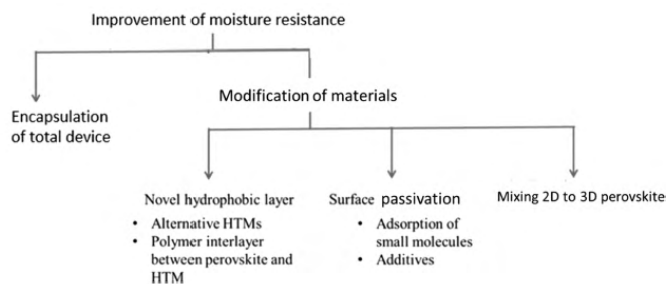 Improvement of moisture resistance
Encapsulation
of total device
Modification of materials
Novel hydrophobic layer
• Alternative HTMs
• Polymer interlayer
between perovskite and
HTM
Surface passivation
• Adsorption of
small molecules
• Additives
Mixing 2D to 3D perovskite